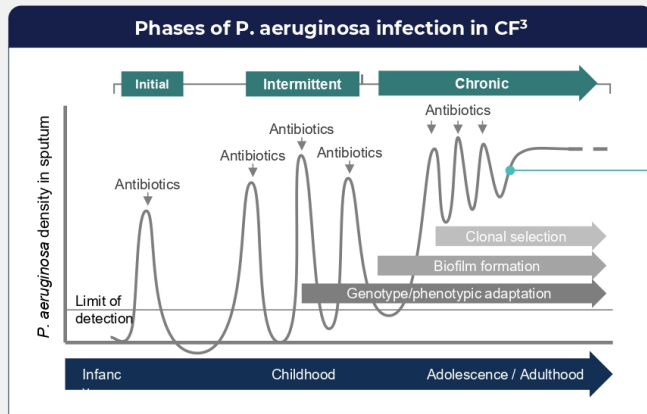 Phases of P. aeruginosa infection in CF³
Initial
Intermittent
Chronic
Antibiotics
Antibiotics
Antibiotics
Antibiotics
Antibiotics
P. aeruginosa density in sputum
Clonal selection
Biofilm formation
Genotype/phenotypic adaptation
Limit of
detection
Infanc
Childhood
Adolescence / Adulthood